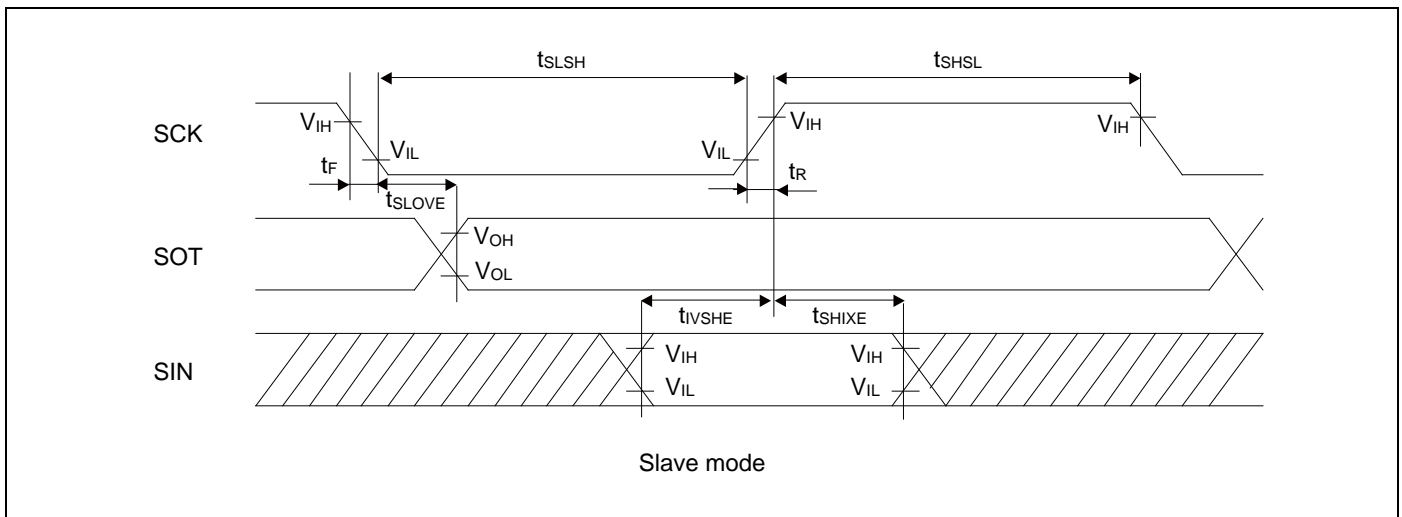 tSLSH tSHSL
SCK VIH VIL VIL VIH VIH
tF tR
tSLOVE
SOT VOH
VOL
tIVSHE tSHIXE
SIN VIH VIH
VIL VIL
Slave mode